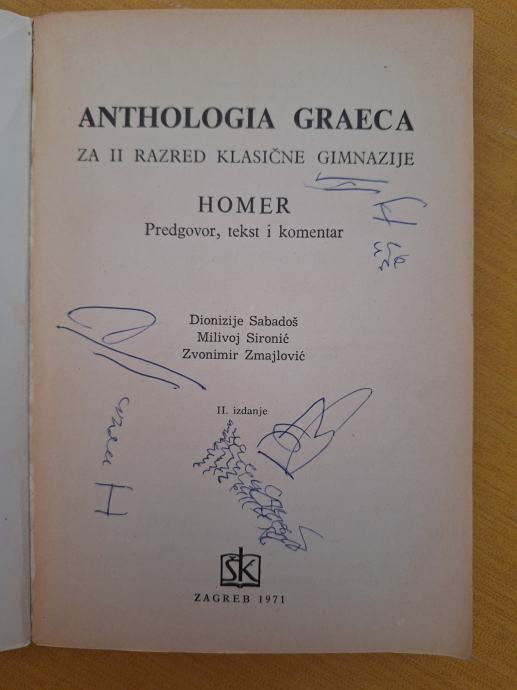 ANTHOLOGIA GRAECA
ZA II RAZRED KLASIČNE GIMNAZIJE
HOMER
Predgovor, tekst i komentar
Dionizije Sabadoš
Milivoj Sironić
Zvonimir Zmajlović
II. izdanje
ŠK
ZAGREB 1971